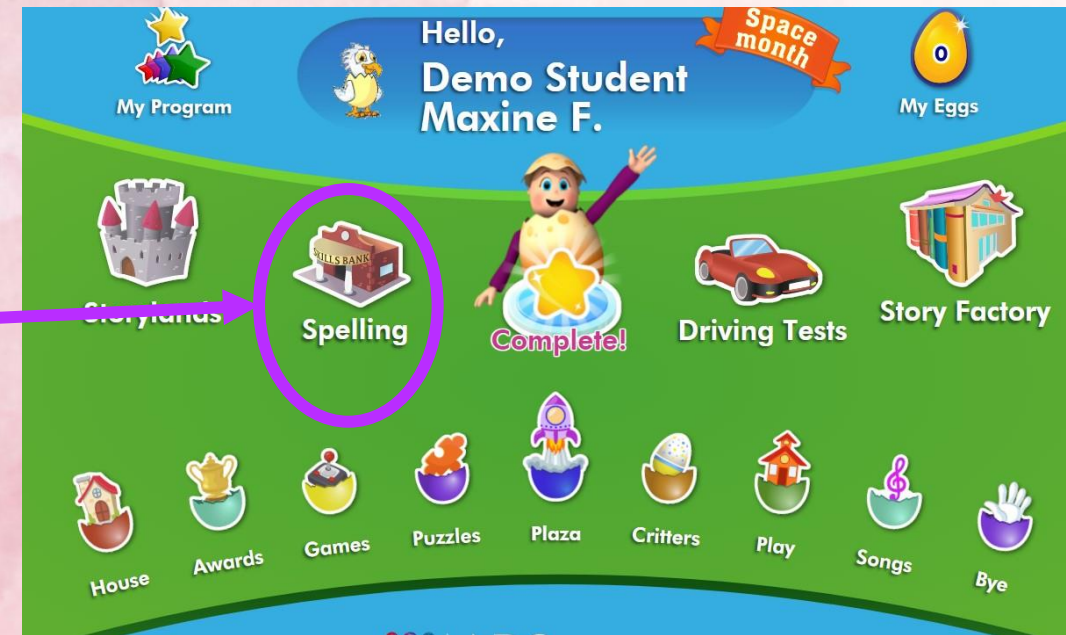 Hello,
Demo Student
Maxine F.
Space
month
My Program
0
My Eggs
SKILLS BANK
Storylands
Spelling
Complete!
Driving Tests
Story Factory
House
Awards
Games
Puzzles
Plaza
Critters
Play
Songs
Bye